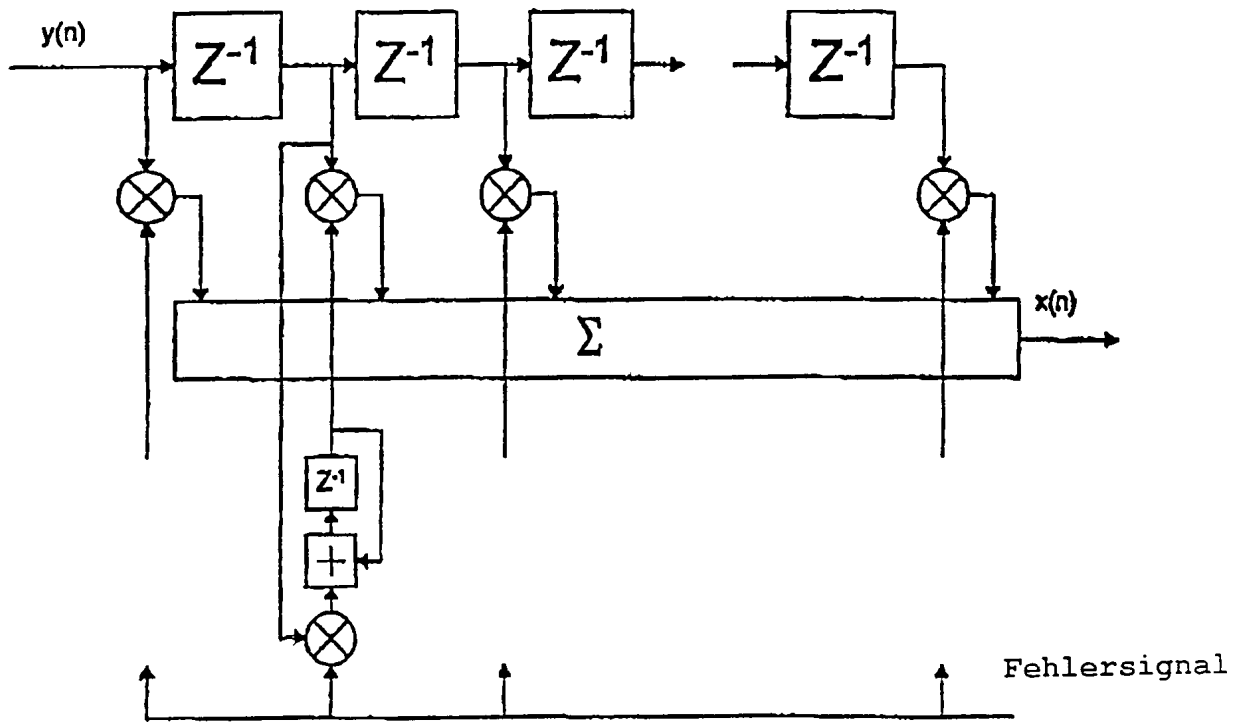 y(n)
Z⁻¹ Z⁻¹ Z⁻¹ Z⁻¹
x(n)
Σ
Z⁻¹
+
Fehlersignal